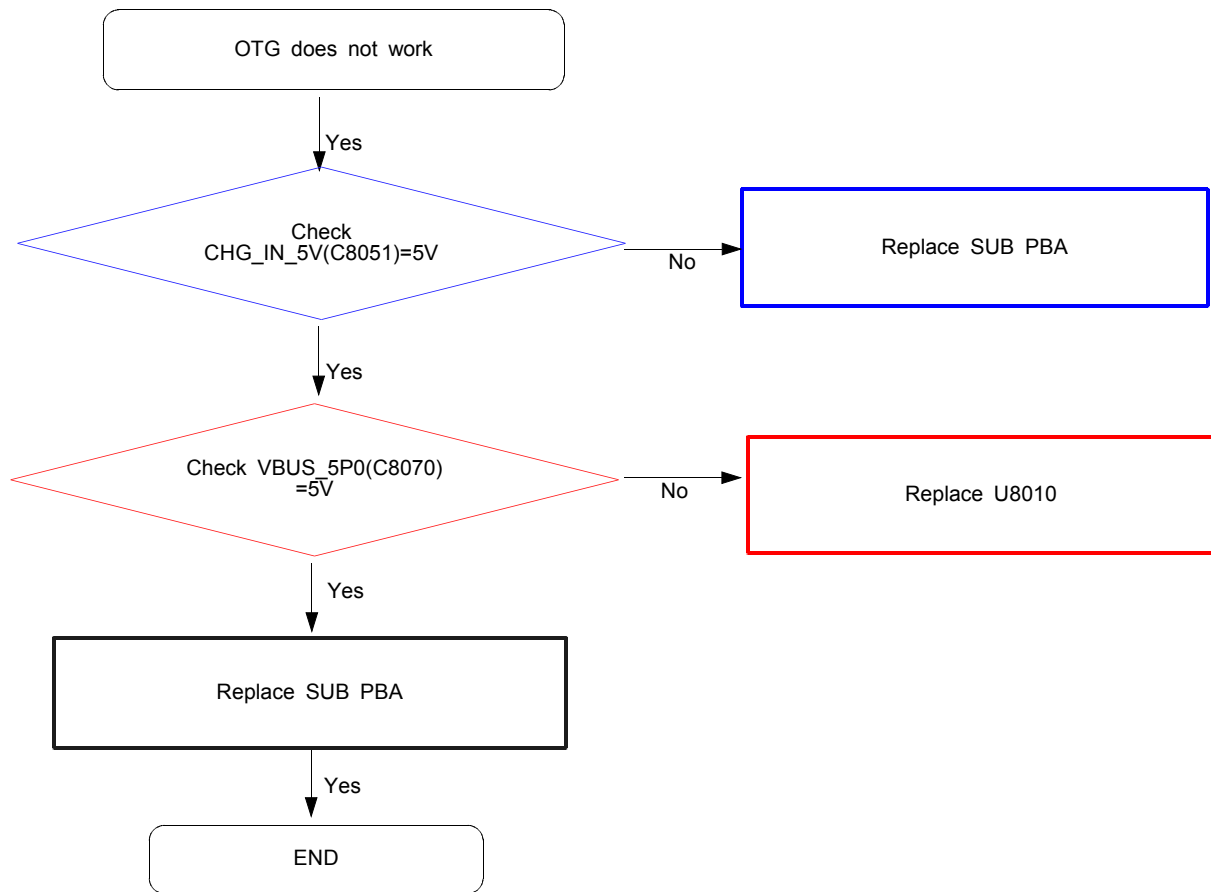 OTG does not work
Yes
Check
CHG_IN_5V(C8051)=5V
No
Replace SUB PBA
Yes
Check VBUS_5P0(C8070)
=5V
No
Replace U8010
Yes
Replace SUB PBA
Yes
END